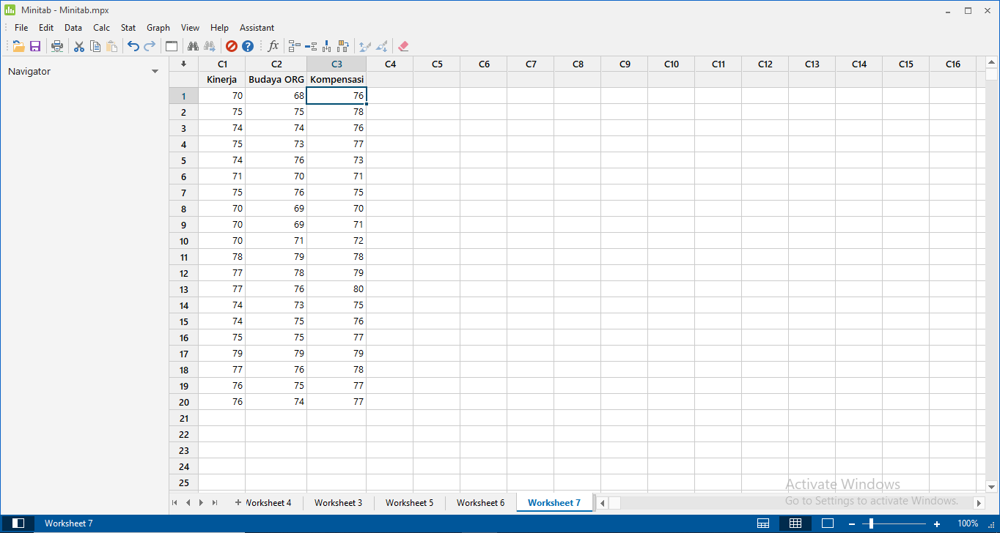 Minitab - Minitab.mpx
File Edit Data Calc Stat Graph View Help Assistant
fx
Navigator
C1 C2 C3 C4 C5 C6 C7 C8 C9 C10 C11 C12 C13 C14 C15 C16
Kinerja Budaya ORG Kompensasi
1 70 68 76
2 75 75 78
3 74 74 76
4 75 73 77
5 74 76 73
6 71 70 71
7 75 76 75
8 70 69 70
9 70 69 71
10 70 71 72
11 78 79 78
12 77 78 79
13 77 76 80
14 74 73 75
15 74 75 76
16 75 75 77
17 79 79 79
18 77 76 78
19 76 75 77
20 76 74 77
21
22
23
24
25
Activate Windows
Go to Settings to activate Windows.
+ Worksheet 4 Worksheet 3 Worksheet 5 Worksheet 6 Worksheet 7
Worksheet 7 100%